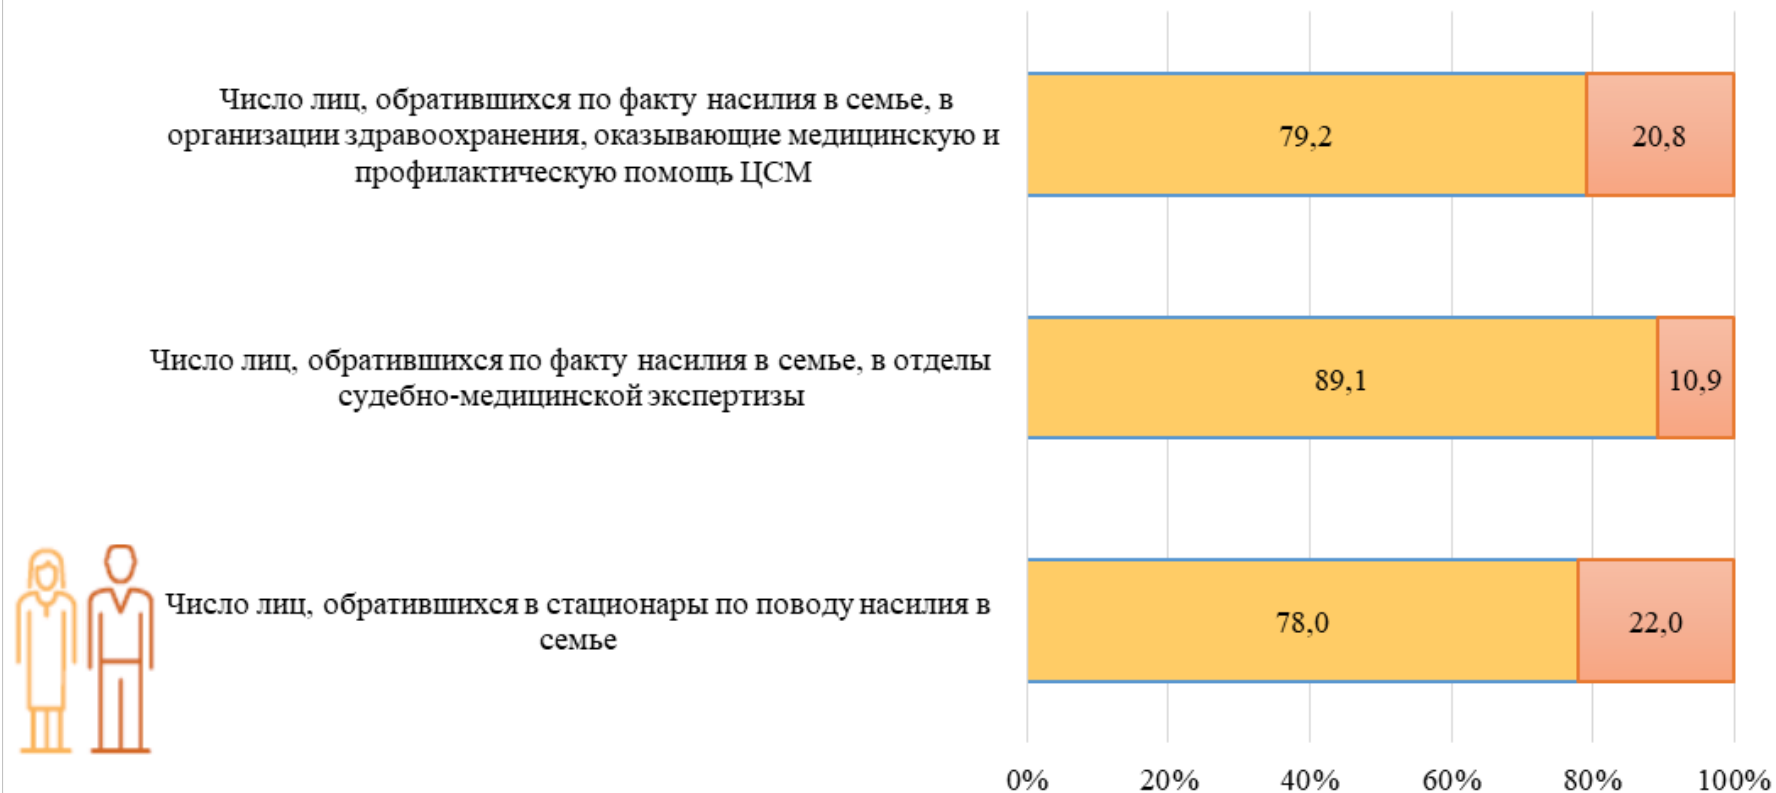 Число лиц, обратившихся по факту насилия в семье, в
организации здравоохранения, оказывающие медицинскую и
профилактическую помощь ЦСМ
79,2
20,8
Число лиц, обратившихся по факту насилия в семье, в отделы
судебно-медицинской экспертизы
89,1
10,9
Число лиц, обратившихся в стационары по поводу насилия в
семье
78,0
22,0
0%
20%
40%
60%
80%
100%